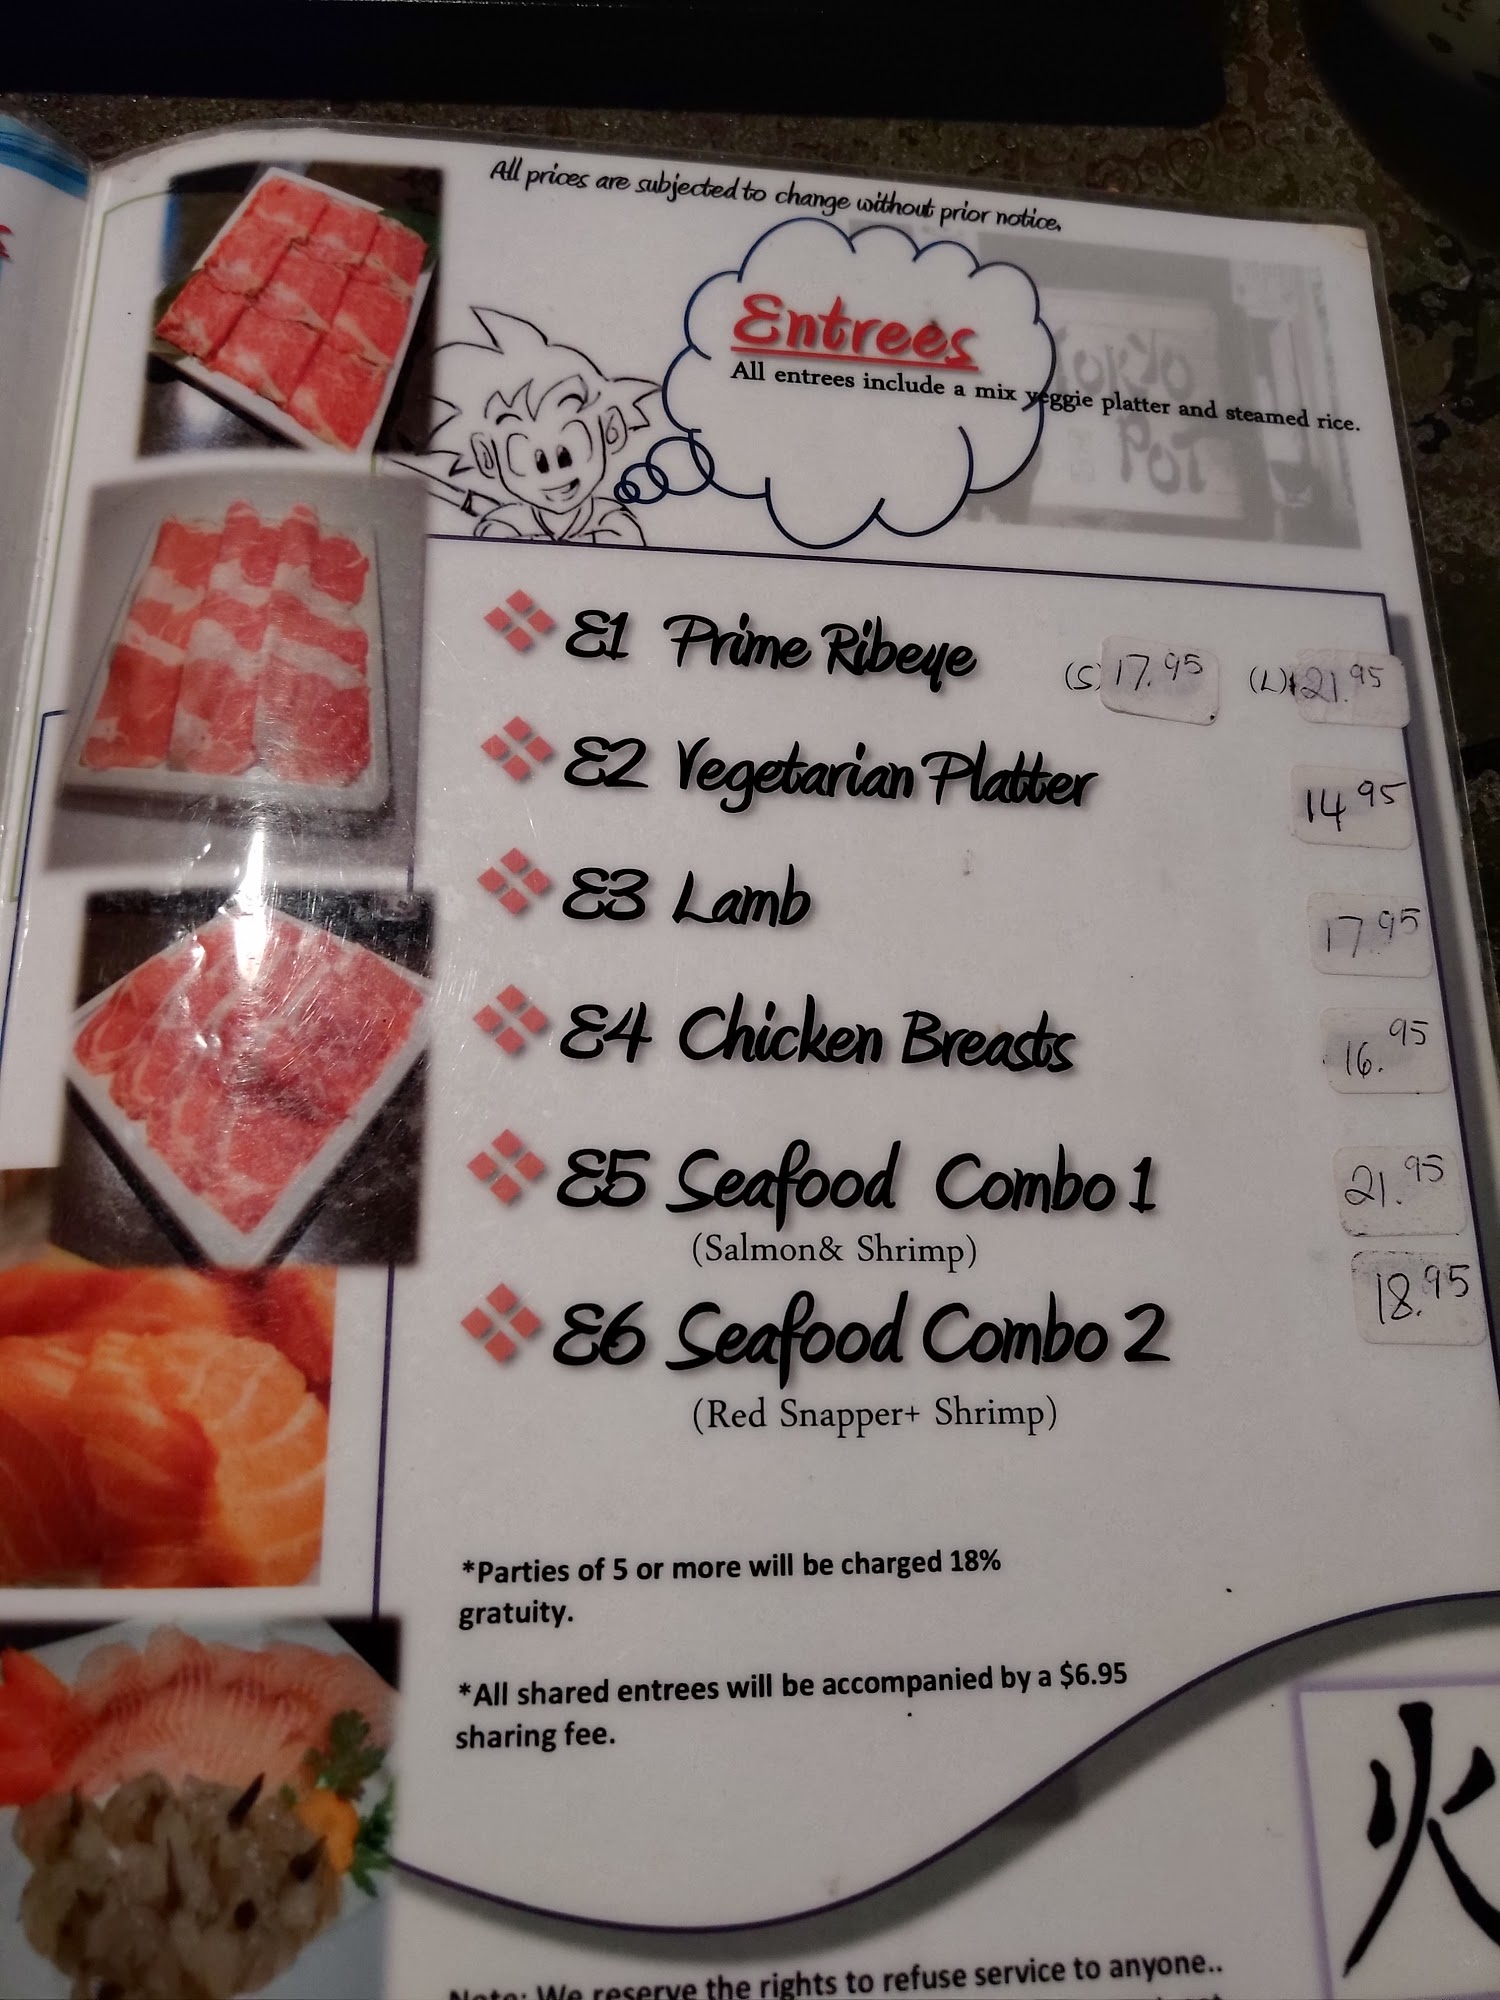 All prices are subjected to change without prior notice.
Entrees
All entrees include a mix veggie platter and steamed rice.
TOKYO
POT
E1 Prime Ribeye (S) 17.95 (L) 21.95
E2 Vegetarian Platter 14.95
E3 Lamb 17.95
E4 Chicken Breasts 16.95
E5 Seafood Combo 1 21.95
(Salmon& Shrimp)
E6 Seafood Combo 2 18.95
(Red Snapper+ Shrimp)
*Parties of 5 or more will be charged 18%
gratuity.
*All shared entrees will be accompanied by a $6.95
sharing fee.
火
Note: We reserve the rights to refuse service to anyone..